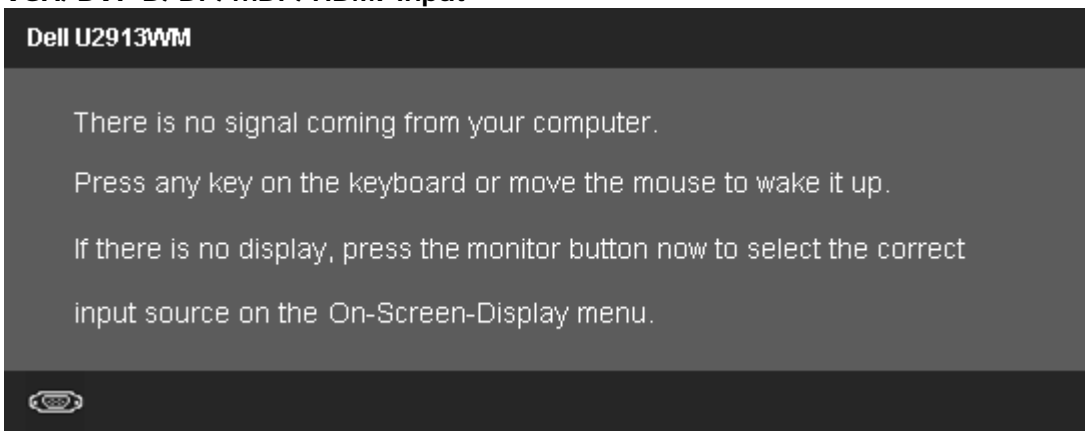 Dell U2913WM
There is no signal coming from your computer.
Press any key on the keyboard or move the mouse to wake it up.
If there is no display, press the monitor button now to select the correct
input source on the On-Screen-Display menu.